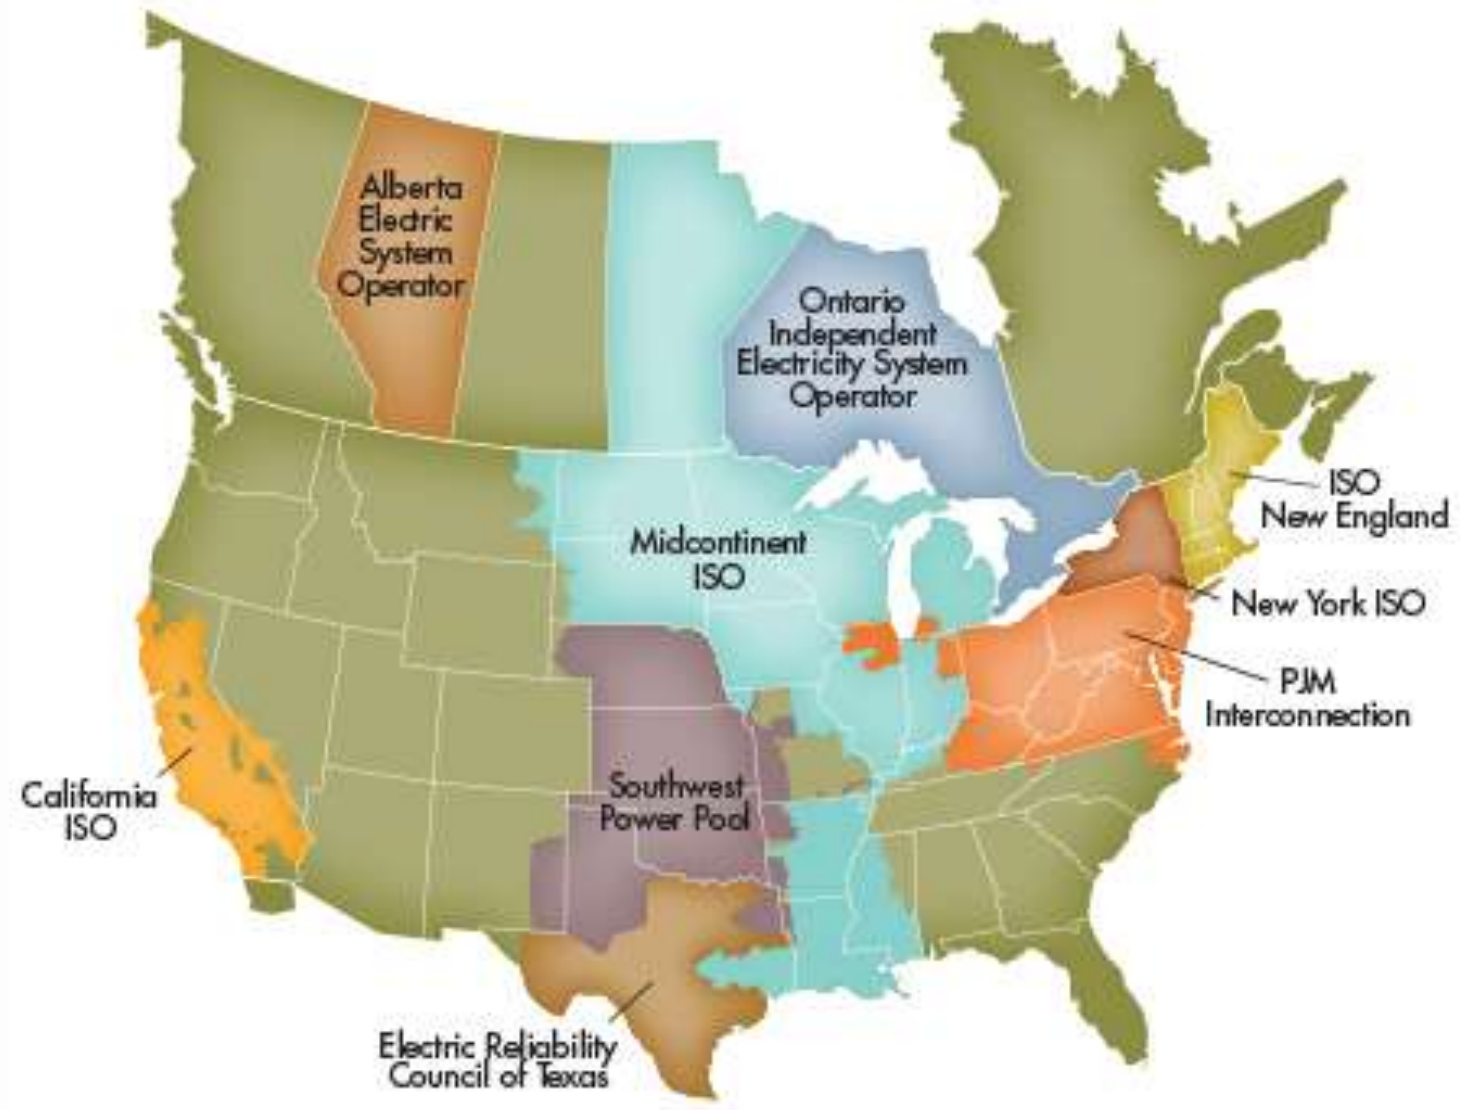 Alberta
Electric
System
Operator
Ontario
Independent
Electricity System
Operator
ISO
New England
Midcontinent
ISO
New York ISO
PJM
Interconnection
California
ISO
Southwest
Power Pool
Electric Reliability
Council of Texas